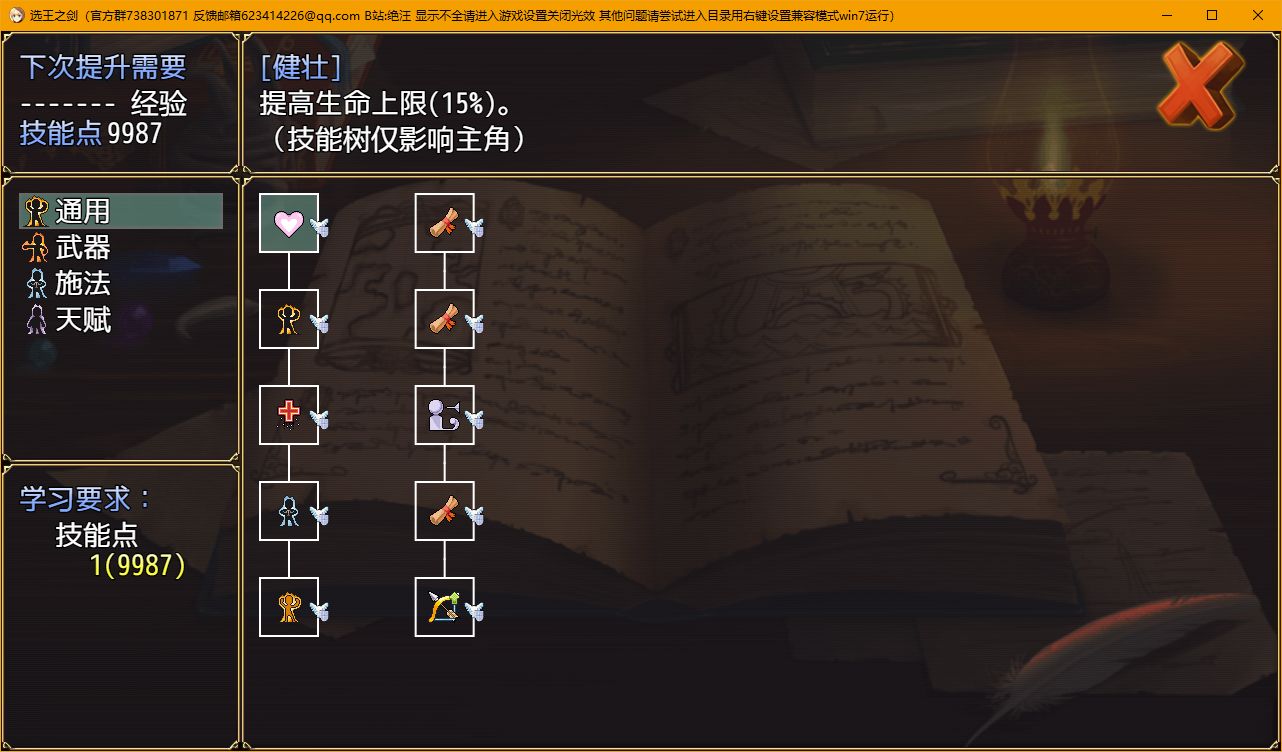 选王之剑（官方群738301871 反馈邮箱623414226@qq.com B站:绝汪 显示不全请进入游戏设置关闭光效 其他问题请尝试进入目录用右键设置兼容模式win7运行）
下次提升需要
------- 经验
技能点 9987
[健壮]
提高生命上限(15%)。
（技能树仅影响主角）
通用
武器
施法
天赋
学习要求：
技能点
1(9987)